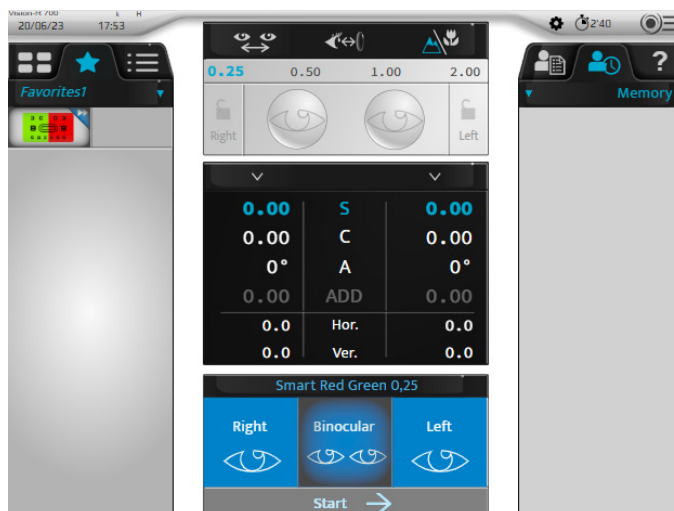 Vision-R 700
20/06/23 17:53
2'40
?
Favorites1
Memory
0.25 0.50 1.00 2.00
Right Left
0.00 S 0.00
0.00 C 0.00
0° A 0°
0.00 ADD 0.00
0.0 Hor. 0.0
0.0 Ver. 0.0
Smart Red Green 0,25
Right Binocular Left
Start